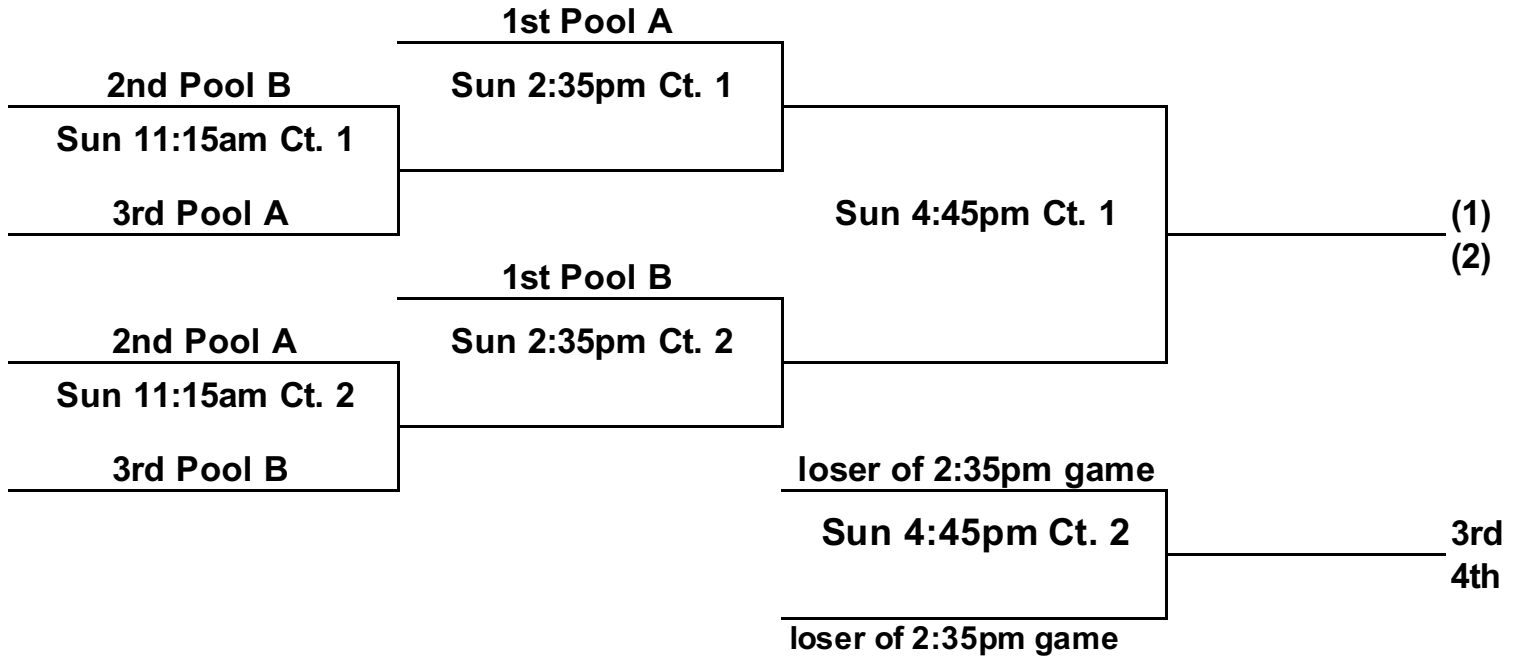 1st Pool A
2nd Pool B
Sun 2:35pm Ct. 1
Sun 11:15am Ct. 1
3rd Pool A
Sun 4:45pm Ct. 1
(1)
(2)
1st Pool B
2nd Pool A
Sun 2:35pm Ct. 2
Sun 11:15am Ct. 2
3rd Pool B
loser of 2:35pm game
Sun 4:45pm Ct. 2
3rd
4th
loser of 2:35pm game